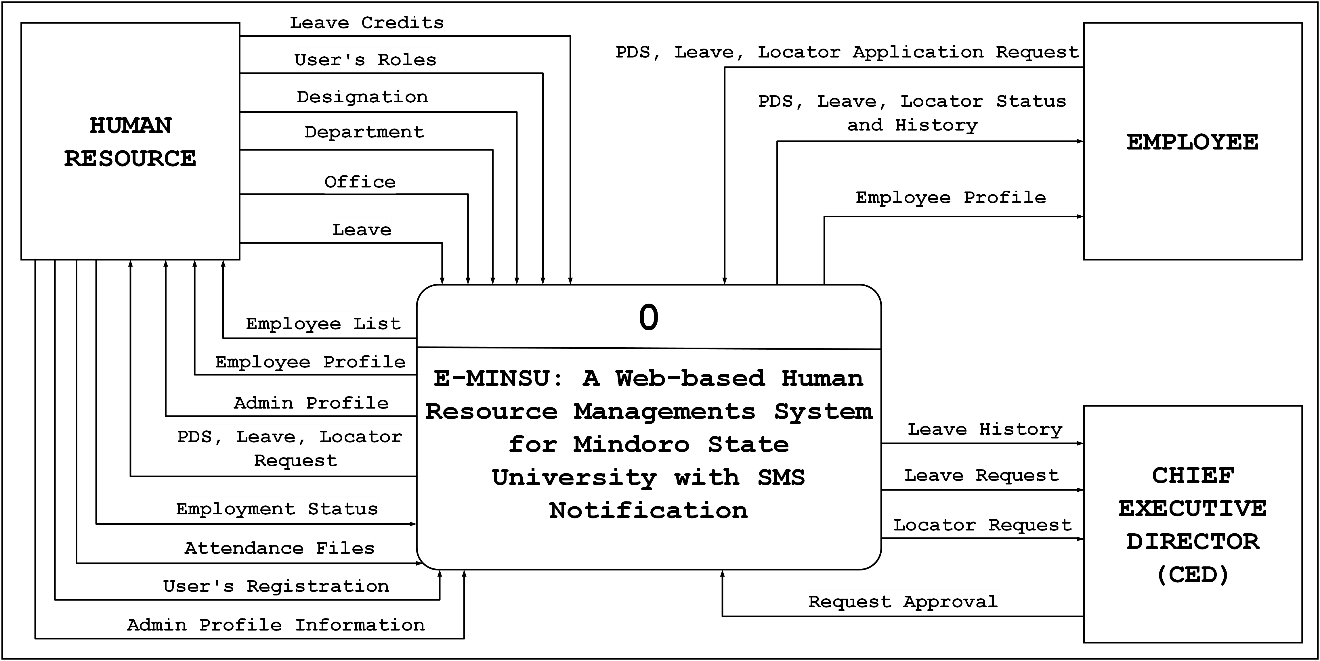 Leave Credits
User's Roles
Designation
Department
Office
Leave
HUMAN
RESOURCE
PDS, Leave, Locator Application Request
PDS, Leave, Locator Status
and History
Employee Profile
EMPLOYEE
Employee List
Employee Profile
Admin Profile
PDS, Leave, Locator
Request
Employment Status
Attendance Files
User's Registration
Admin Profile Information
0
E-MINSU: A Web-based Human
Resource Managements System
for Mindoro State
University with SMS
Notification
Leave History
Leave Request
Locator Request
Request Approval
CHIEF
EXECUTIVE
DIRECTOR
(CED)